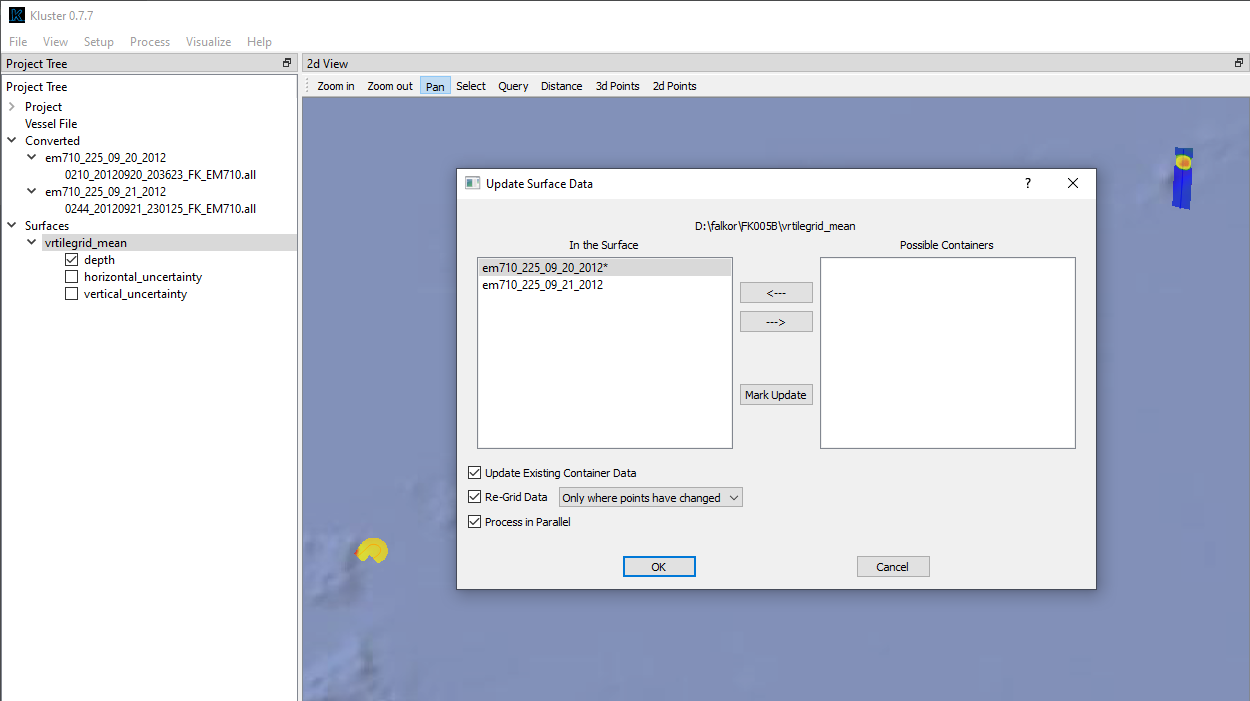 Kluster 0.7.7
File View Setup Process Visualize Help
Project Tree
Project Tree
Project
Vessel File
Converted
em710_225_09_20_2012
0210_20120920_203623_FK_EM710.all
em710_225_09_21_2012
0244_20120921_230125_FK_EM710.all
Surfaces
vrtilegrid_mean
depth
horizontal_uncertainty
vertical_uncertainty
2d View
Zoom in Zoom out Pan Select Query Distance 3d Points 2d Points
Update Surface Data ?
D:\falkor\FK005B\vrtilegrid_mean
In the Surface
Possible Containers
em710_225_09_20_2012*
em710_225_09_21_2012
<---
--->
Mark Update
Update Existing Container Data
Re-Grid Data Only where points have changed
Process in Parallel
OK Cancel